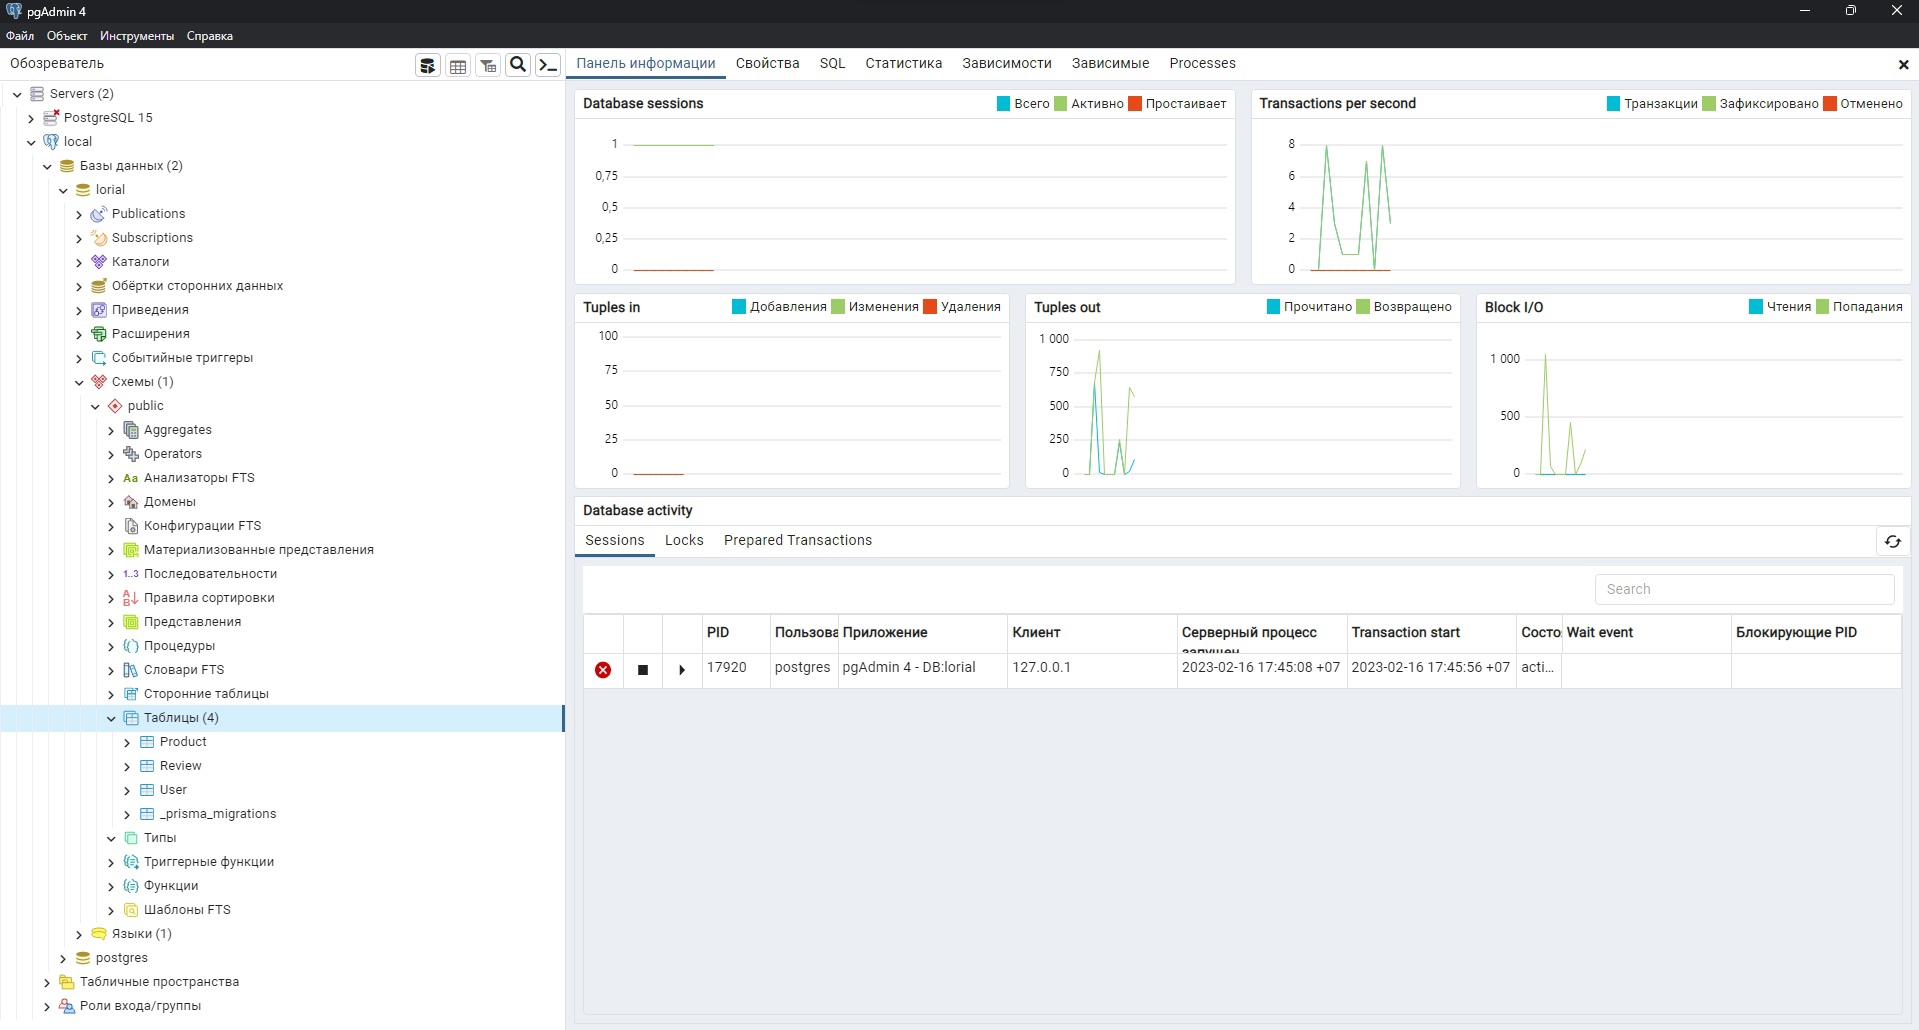 pgAdmin 4
Файл Объект Инструменты Справка
Обозреватель
Servers (2)
PostgreSQL 15
local
Базы данных (2)
lorial
Publications
Subscriptions
Каталоги
Обёртки сторонних данных
Приведения
Расширения
Событийные триггеры
Схемы (1)
public
Aggregates
Operators
Aa Анализаторы FTS
Домены
Конфигурации FTS
Материализованные представления
1..3 Последовательности
Правила сортировки
Представления
Процедуры
Словари FTS
Сторонние таблицы
Таблицы (4)
Product
Review
User
_prisma_migrations
Типы
Триггерные функции
Функции
Шаблоны FTS
Языки (1)
postgres
Табличные пространства
Роли входа/группы
Панель информации Свойства SQL Статистика Зависимости Зависимые Processes
Database sessions Всего Активно Простаивает
1
0,75
0,5
0,25
0
Transactions per second Транзакции Зафиксировано Отменено
8
6
4
2
0
Tuples in Добавления Изменения Удаления
100
75
50
25
0
Tuples out Прочитано Возвращено
1 000
750
500
250
0
Block I/O Чтения Попадания
1 000
500
0
Database activity
Sessions Locks Prepared Transactions
Search
PID Пользова Приложение Клиент Серверный процесс Transaction start Состо Wait event Блокирующие PID
17920 postgres pgAdmin 4 - DB:lorial 127.0.0.1 2023-02-16 17:45:08 +07 2023-02-16 17:45:56 +07 acti...